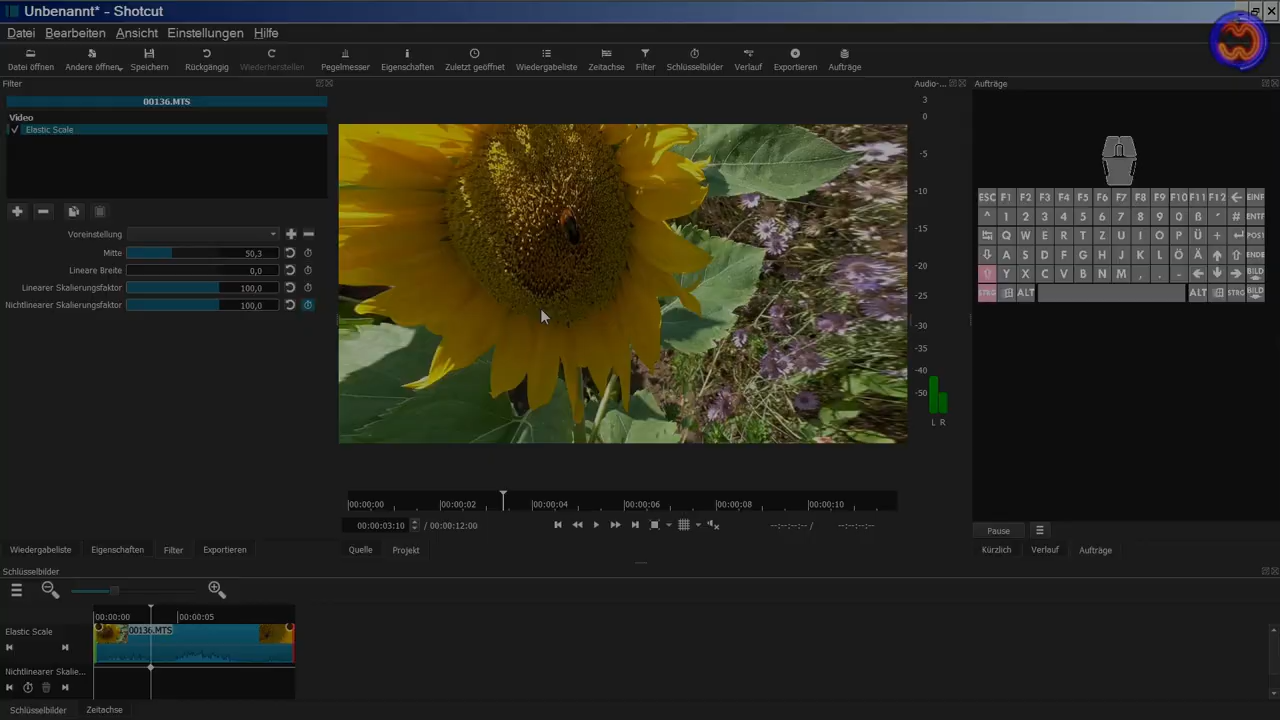 Unbenannt* - Shotcut
Datei Bearbeiten Ansicht Einstellungen Hilfe
Datei öffnen Andere öffnen Speichern Rückgängig Wiederherstellen Pegelmesser Eigenschaften Zuletzt geöffnet Wiedergabeliste Zeitachse Filter Schlüsselbilder Verlauf Exportieren Aufträge
Filter
Audio-...
Aufträge
00136.MTS
Video
✓ Elastic Scale
Voreinstellung
Mitte 50,3
Lineare Breite 0,0
Linearer Skalierungsfaktor 100,0
Nichtlinearer Skalierungsfaktor 100,0
3
0
-5
-10
-15
-20
-25
-30
-35
-40
-50
L R
ESC F1 F2 F3 F4 F5 F6 F7 F8 F9 F10 F11 F12 ← EINF
^ 1 2 3 4 5 6 7 8 9 0 ß ´ # ENTF
Q W E R T Z U I O P Ü + POS1
A S D F G H J K L Ö Ä ENDE
Y X C V B N M , . - BILD
STRG ALT ALT STRG BILD
00:00:00 00:00:02 00:00:04 00:00:06 00:00:08 00:00:10
00:00:03:10 / 00:00:12:00
--:--:--:-- / --:--:--:--
Pause
Wiedergabeliste Eigenschaften Filter Exportieren
Quelle Projekt
Kürzlich Verlauf Aufträge
Schlüsselbilder
00:00:00 00:00:05
Elastic Scale
00136.MTS
Nichtlinearer Skalie...
Schlüsselbilder Zeitachse